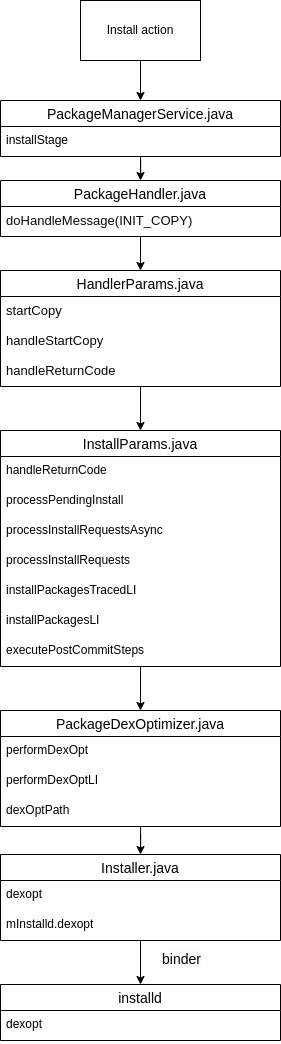 Install action
PackageManagerService.java
installStage
PackageHandler.java
doHandleMessage(INIT_COPY)
HandlerParams.java
startCopy
handleStartCopy
handleReturnCode
InstallParams.java
handleReturnCode
processPendingInstall
processInstallRequestsAsync
processInstallRequests
installPackagesTracedLI
installPackagesLI
executePostCommitSteps
PackageDexOptimizer.java
performDexOpt
performDexOptLI
dexOptPath
Installer.java
dexopt
mInstalld.dexopt
binder
installd
dexopt